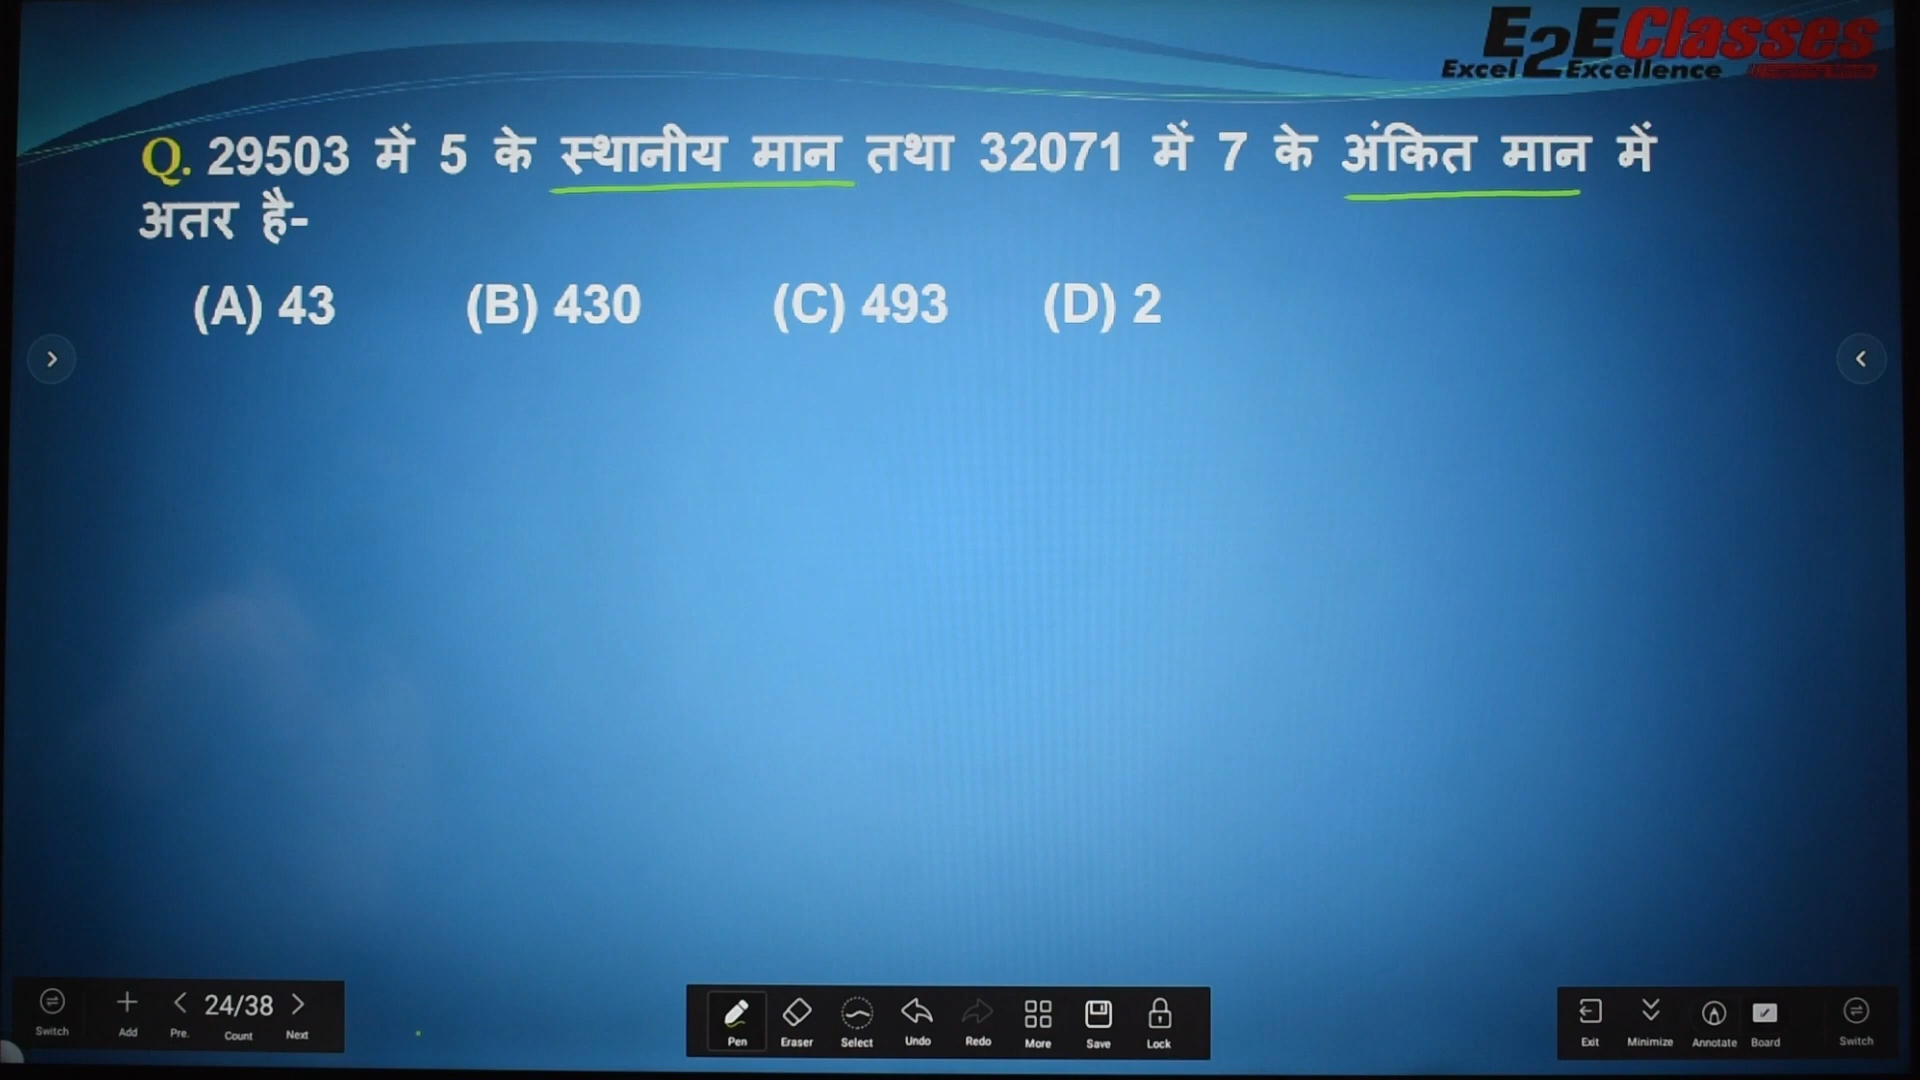 E2E Classes
Excel 2 Excellence
Q. 29503 में 5 के स्थानीय मान तथा 32071 में 7 के अंकित मान में
अतर है-
(A) 43 (B) 430 (C) 493 (D) 2
Switch Add Pre. 24/38 Count Next
Pen Eraser Select Undo Redo More Save Lock
Exit Minimize Annotate Board Switch